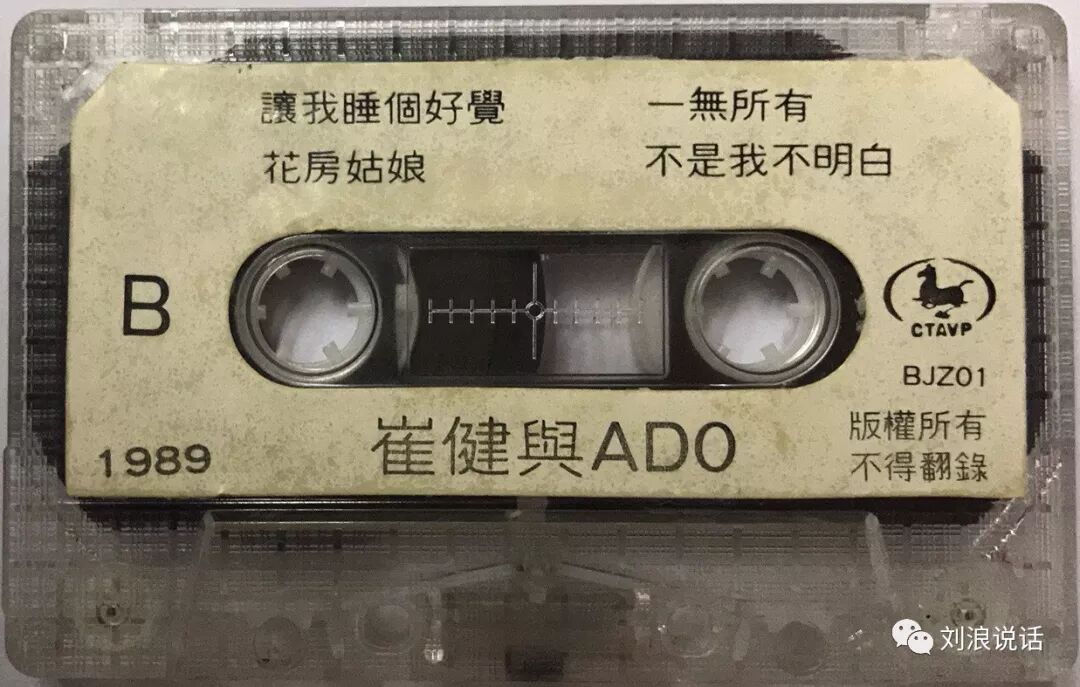 讓我睡個好覺
一無所有
花房姑娘
不是我不明白
B
CTAVP
BJZ01
1989
崔健與ADO
版權所有
不得翻錄
刘浪说话